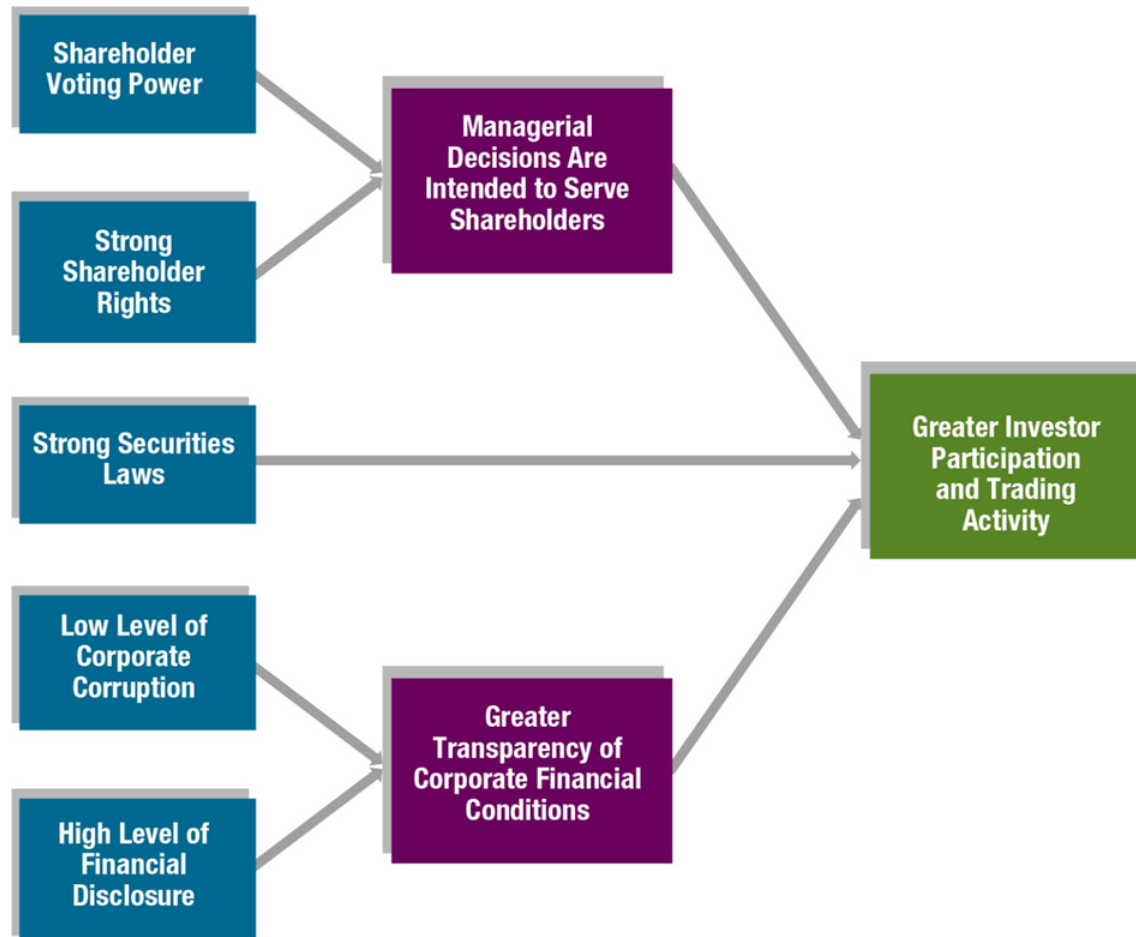 Shareholder
Voting Power
Managerial
Decisions Are
Intended to Serve
Shareholders
Strong
Shareholder
Rights
Strong Securities
Laws
Greater Investor
Participation
and Trading
Activity
Low Level of
Corporate
Corruption
Greater
Transparency of
Corporate Financial
Conditions
High Level of
Financial
Disclosure